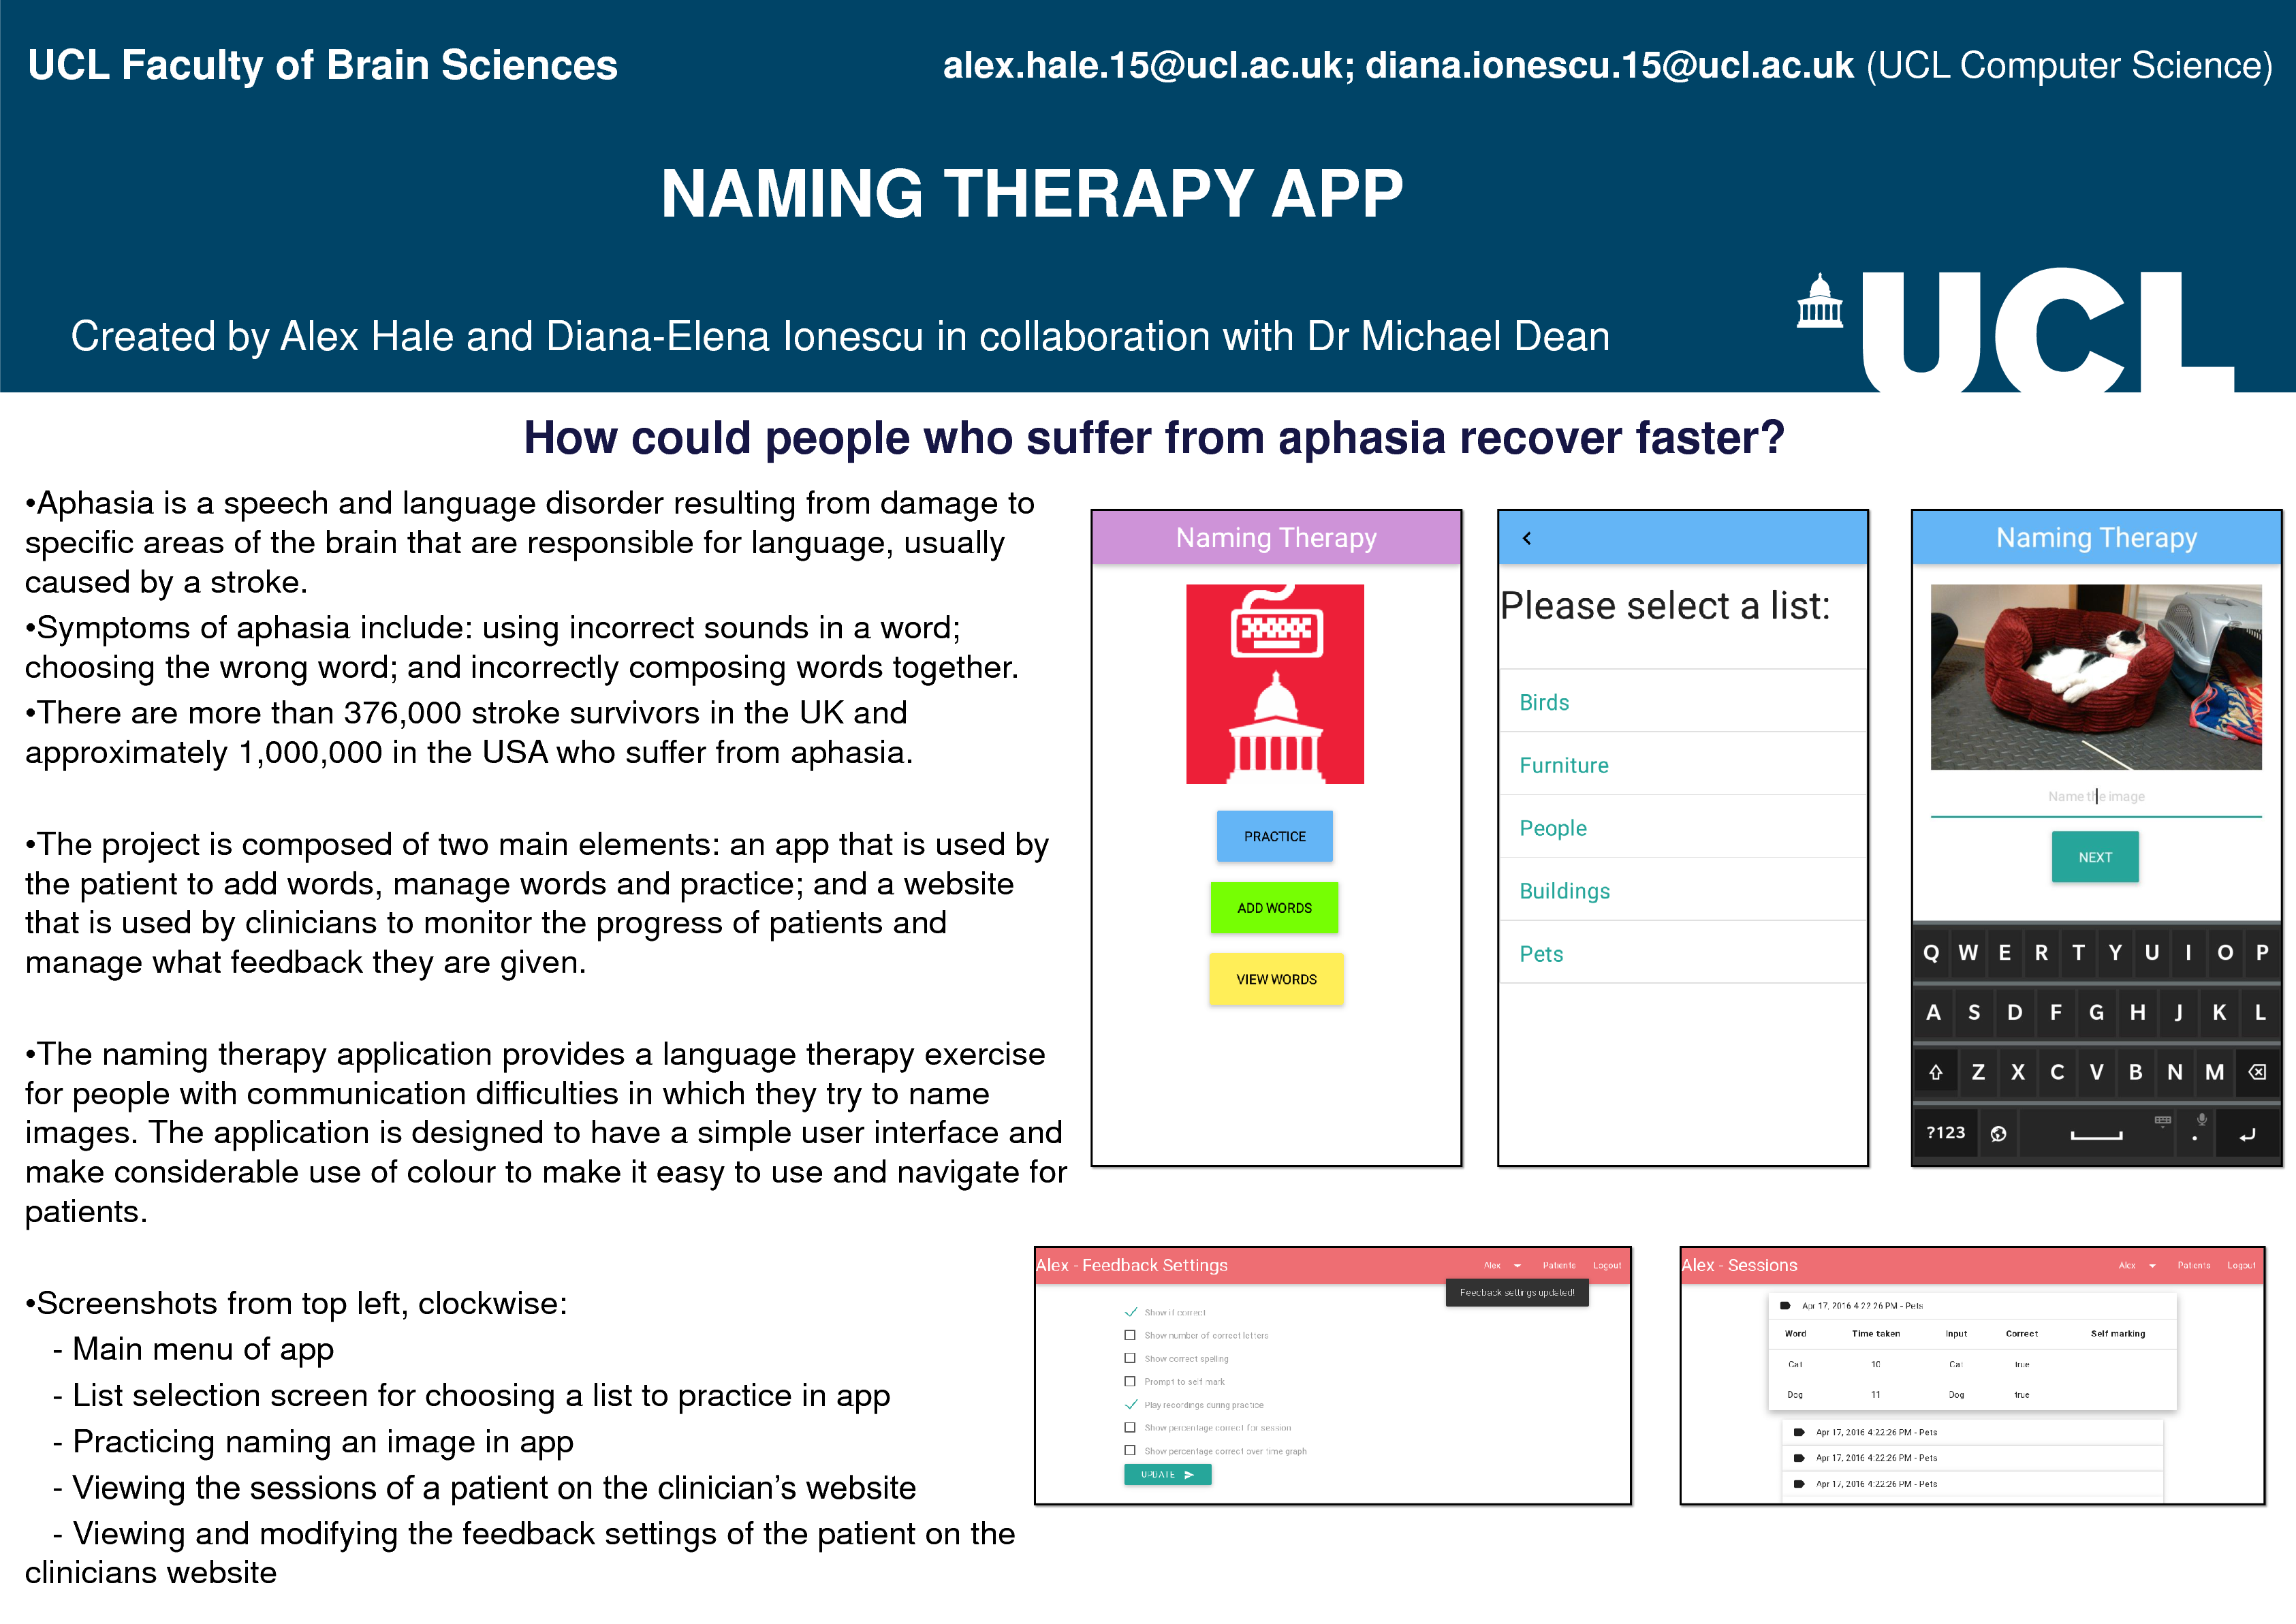 UCL Faculty of Brain Sciences
alex.hale.15@ucl.ac.uk; diana.ionescu.15@ucl.ac.uk (UCL Computer Science)
NAMING THERAPY APP
Created by Alex Hale and Diana-Elena Ionescu in collaboration with Dr Michael Dean
UCL
How could people who suffer from aphasia recover faster?
•Aphasia is a speech and language disorder resulting from damage to
specific areas of the brain that are responsible for language, usually
caused by a stroke.
•Symptoms of aphasia include: using incorrect sounds in a word;
choosing the wrong word; and incorrectly composing words together.
•There are more than 376,000 stroke survivors in the UK and
approximately 1,000,000 in the USA who suffer from aphasia.
•The project is composed of two main elements: an app that is used by
the patient to add words, manage words and practice; and a website
that is used by clinicians to monitor the progress of patients and
manage what feedback they are given.
•The naming therapy application provides a language therapy exercise
for people with communication difficulties in which they try to name
images. The application is designed to have a simple user interface and
make considerable use of colour to make it easy to use and navigate for
patients.
•Screenshots from top left, clockwise:
- Main menu of app
- List selection screen for choosing a list to practice in app
- Practicing naming an image in app
- Viewing the sessions of a patient on the clinician's website
- Viewing and modifying the feedback settings of the patient on the
clinicians website
Naming Therapy
PRACTICE
ADD WORDS
VIEW WORDS
Please select a list:
Birds
Furniture
People
Buildings
Pets
Naming Therapy
Name the image
NEXT
Q W E R T Y U I O P
A S D F G H J K L
Z X C V B N M
?123 .
Alex - Feedback Settings Alex Patients Logout
Feedback settings updated!
Show if correct
Show number of correct letters
Show correct spelling
Prompt to self mark
Play recordings during practice
Show percentage correct for session
Show percentage correct over time graph
UPDATE
Alex - Sessions Alex Patients Logout
Apr 17, 2016 4:22:26 PM - Pets
Word Time taken Input Correct Self marking
Cat 10 Cat true
Dog 11 Dog true
Apr 17, 2016 4:22:26 PM - Pets
Apr 17, 2016 4:22:26 PM - Pets
Apr 17, 2016 4:22:26 PM - Pets